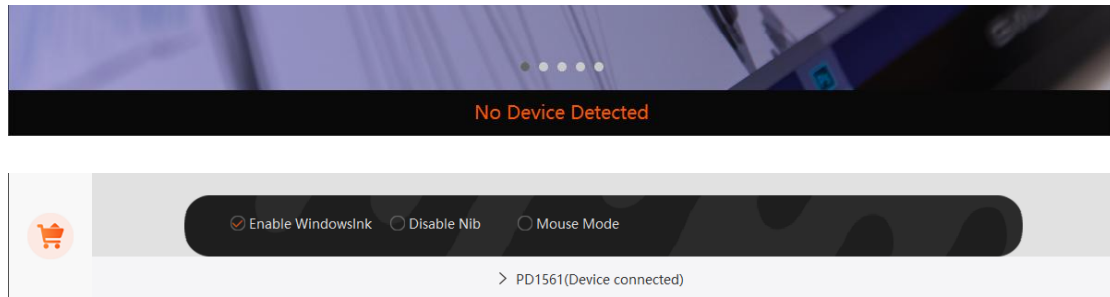 No Device Detected
Enable WindowsInk Disable Nib Mouse Mode
PD1561(Device connected)